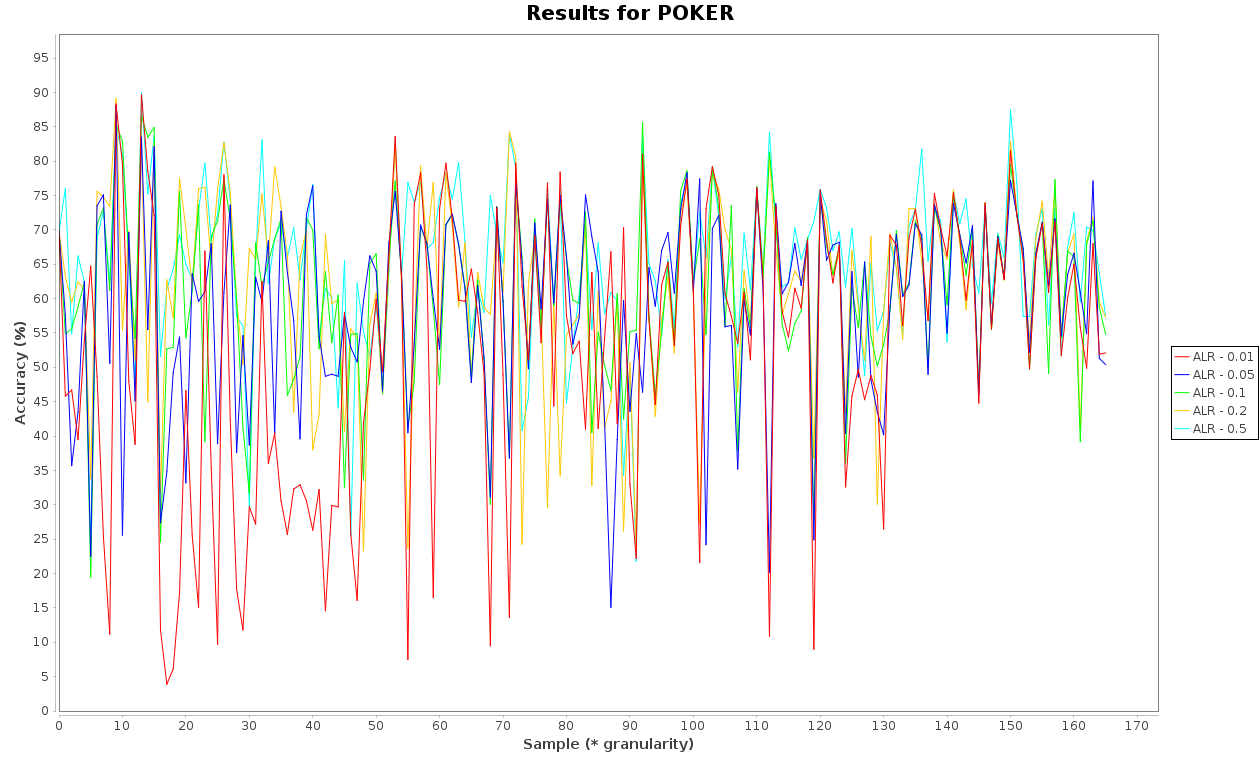 Results for POKER
Accuracy (%)
95
90
85
80
75
70
65
60
55
50
45
40
35
30
25
20
15
10
5
0
0 10 20 30 40 50 60 70 80 90 100 110 120 130 140 150 160 170
Sample (* granularity)
ALR - 0.01
ALR - 0.05
ALR - 0.1
ALR - 0.2
ALR - 0.5